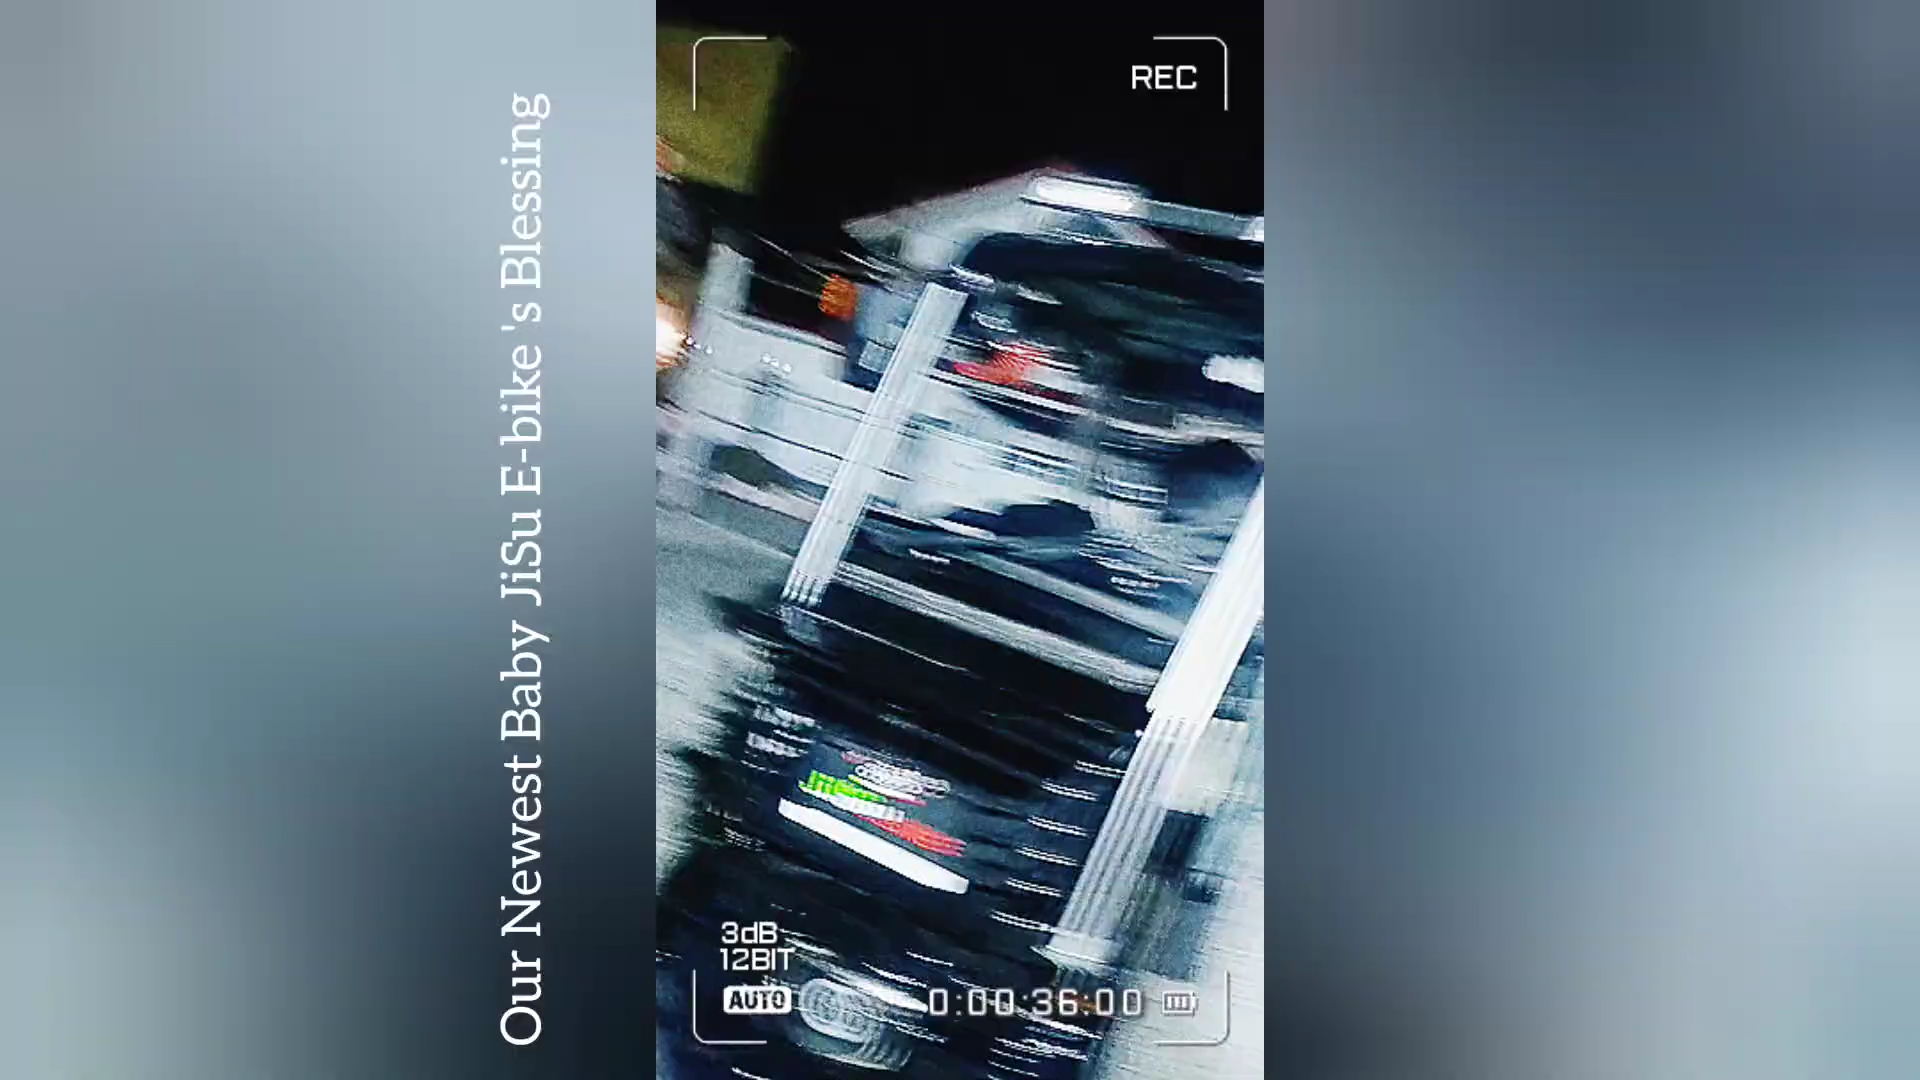 Our Newest Baby JiSu E-bike 's Blessing
REC
3dB
12BIT
AUTO
0:00:36:00